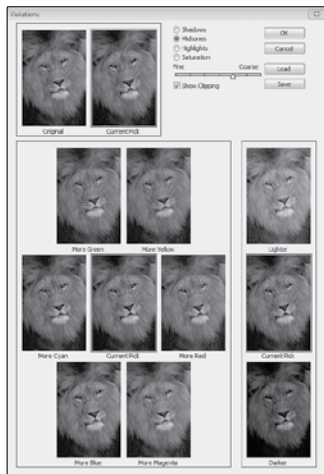 Variations
Original
Current Pick
Shadows
Midtones
Highlights
Saturation
Fine
Coarse
Show Clipping
OK
Cancel
Load
Save
More Green
More Yellow
More Cyan
Current Pick
More Red
More Blue
More Magenta
Lighter
Current Pick
Darker